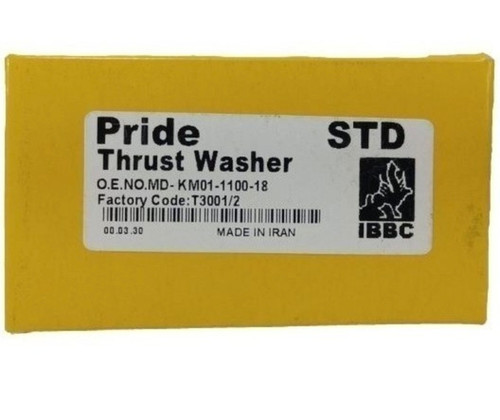 Pride STD
Thrust Washer
O.E.NO.MD- KM01-1100-18
Factory Code:T3001/2
00.03.30 MADE IN IRAN
IBBC